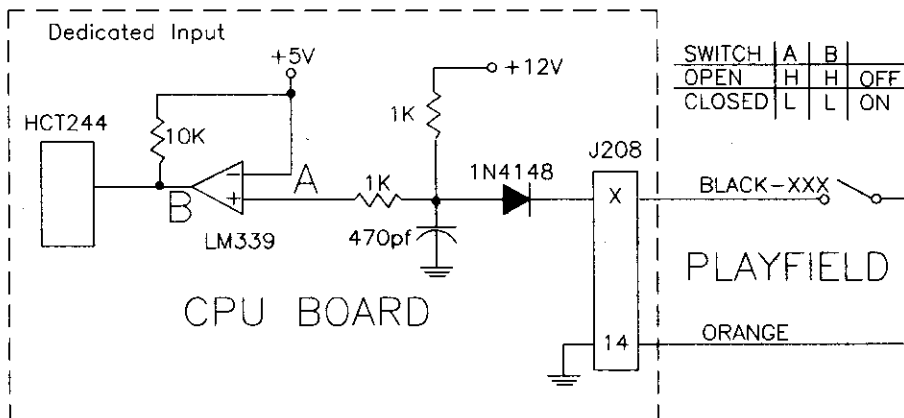 Dedicated Input
+5V
+12V
SWITCH A B
OPEN H H OFF
CLOSED L L ON
1K
HCT244
10K
J208
1N4148
A
1K
X
BLACK-XXX
B
-
+
LM339
470pf
PLAYFIELD
CPU BOARD
14
ORANGE